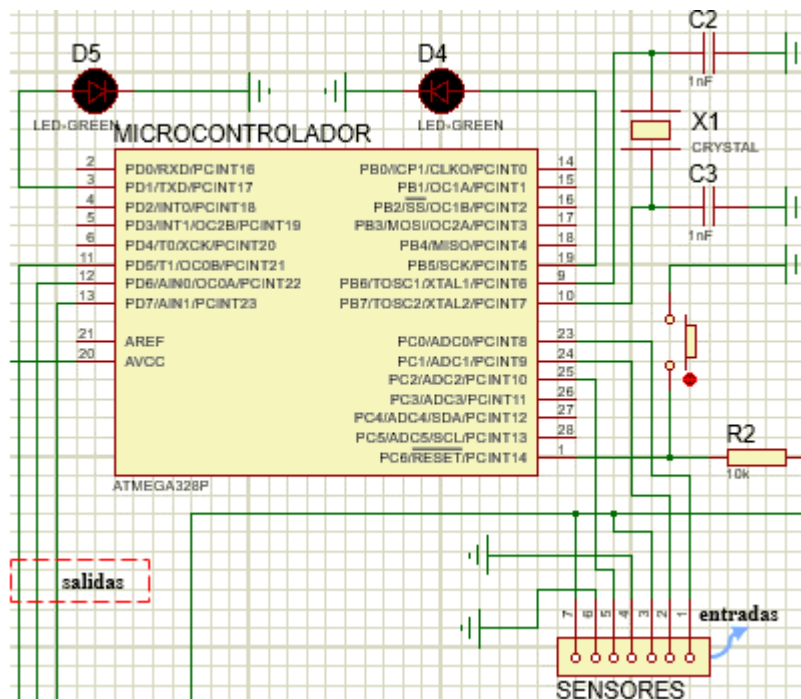 C2
1nF
D5
D4
LED-GREEN
LED-GREEN
X1
CRYSTAL
MICROCONTROLADOR
C3
1nF
2 PD0/RXD/PCINT16 PB0/ICP1/CLKO/PCINT0 14
3 PD1/TXD/PCINT17 PB1/OC1A/PCINT1 15
4 PD2/INT0/PCINT18 PB2/SS/OC1B/PCINT2 16
5 PD3/INT1/OC2B/PCINT19 PB3/MOSI/OC2A/PCINT3 17
6 PD4/T0/XCK/PCINT20 PB4/MISO/PCINT4 18
11 PD5/T1/OC0B/PCINT21 PB5/SCK/PCINT5 19
12 PD6/AIN0/OC0A/PCINT22 PB6/TOSC1/XTAL1/PCINT6 9
13 PD7/AIN1/PCINT23 PB7/TOSC2/XTAL2/PCINT7 10
21 AREF PC0/ADC0/PCINT8 23
20 AVCC PC1/ADC1/PCINT9 24
PC2/ADC2/PCINT10 25
PC3/ADC3/PCINT11 26
PC4/ADC4/SDA/PCINT12 27
PC5/ADC5/SCL/PCINT13 28
PC6/RESET/PCINT14 1
R2
10k
ATMEGA328P
salidas
7 6 5 4 3 2 1
entradas
SENSORES